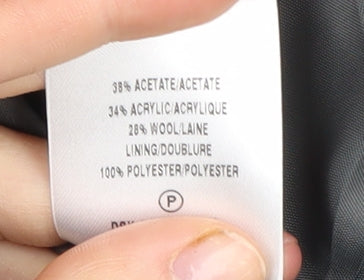 38% ACETATE/ACETATE
34% ACRYLIC/ACRYLIQUE
28% WOOL/LAINE
LINING/DOUBLURE
100% POLYESTER/POLYESTER
P